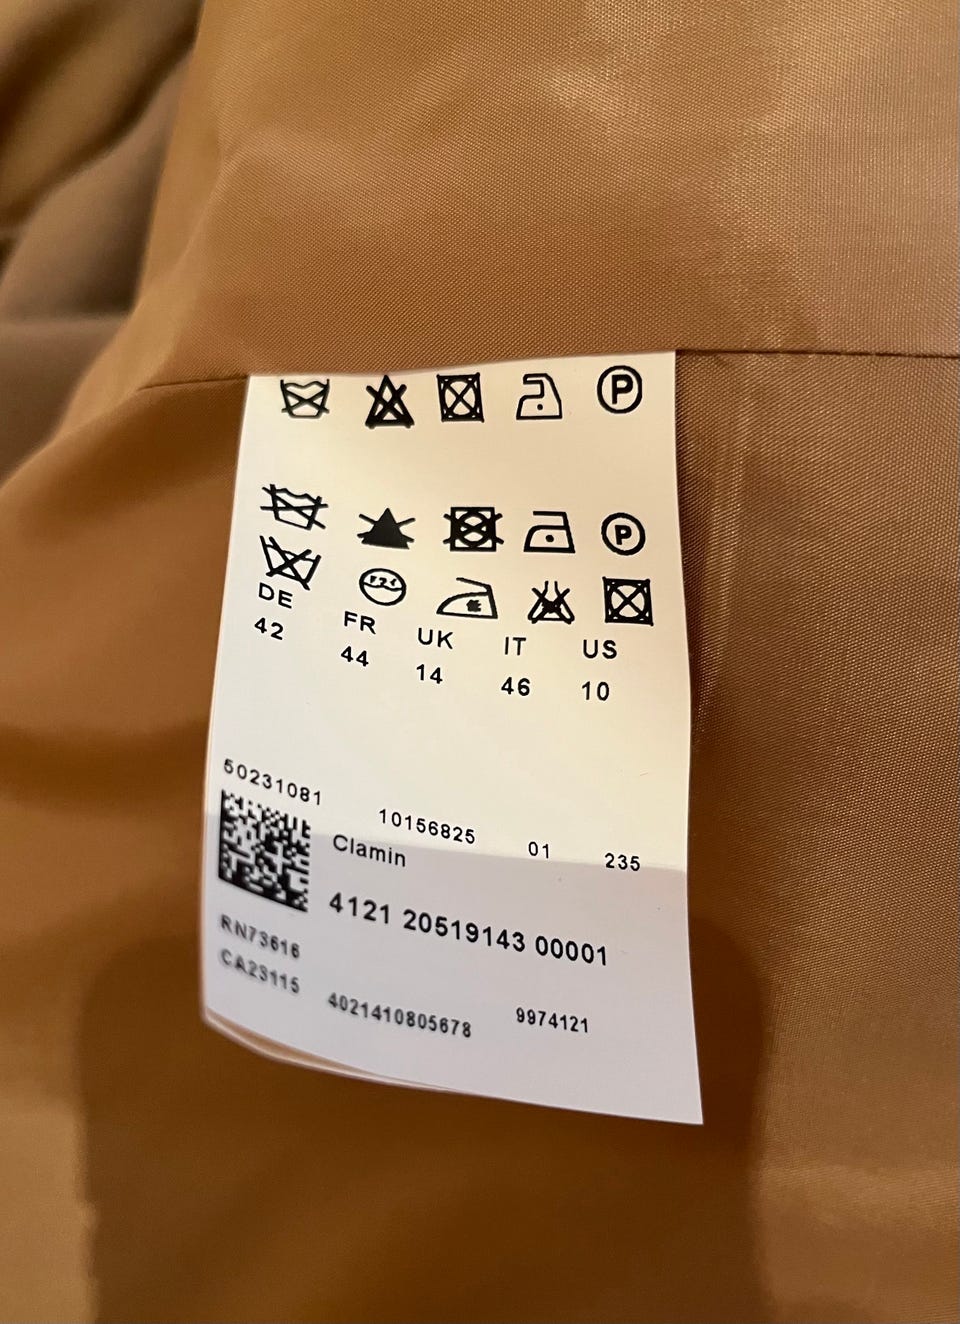 P
P
DE FR UK IT US
42 44 14 46 10
50231081 10156825 01 235
Clamin
4121 20519143 00001
RN73616
CA23115
4021410805678 9974121